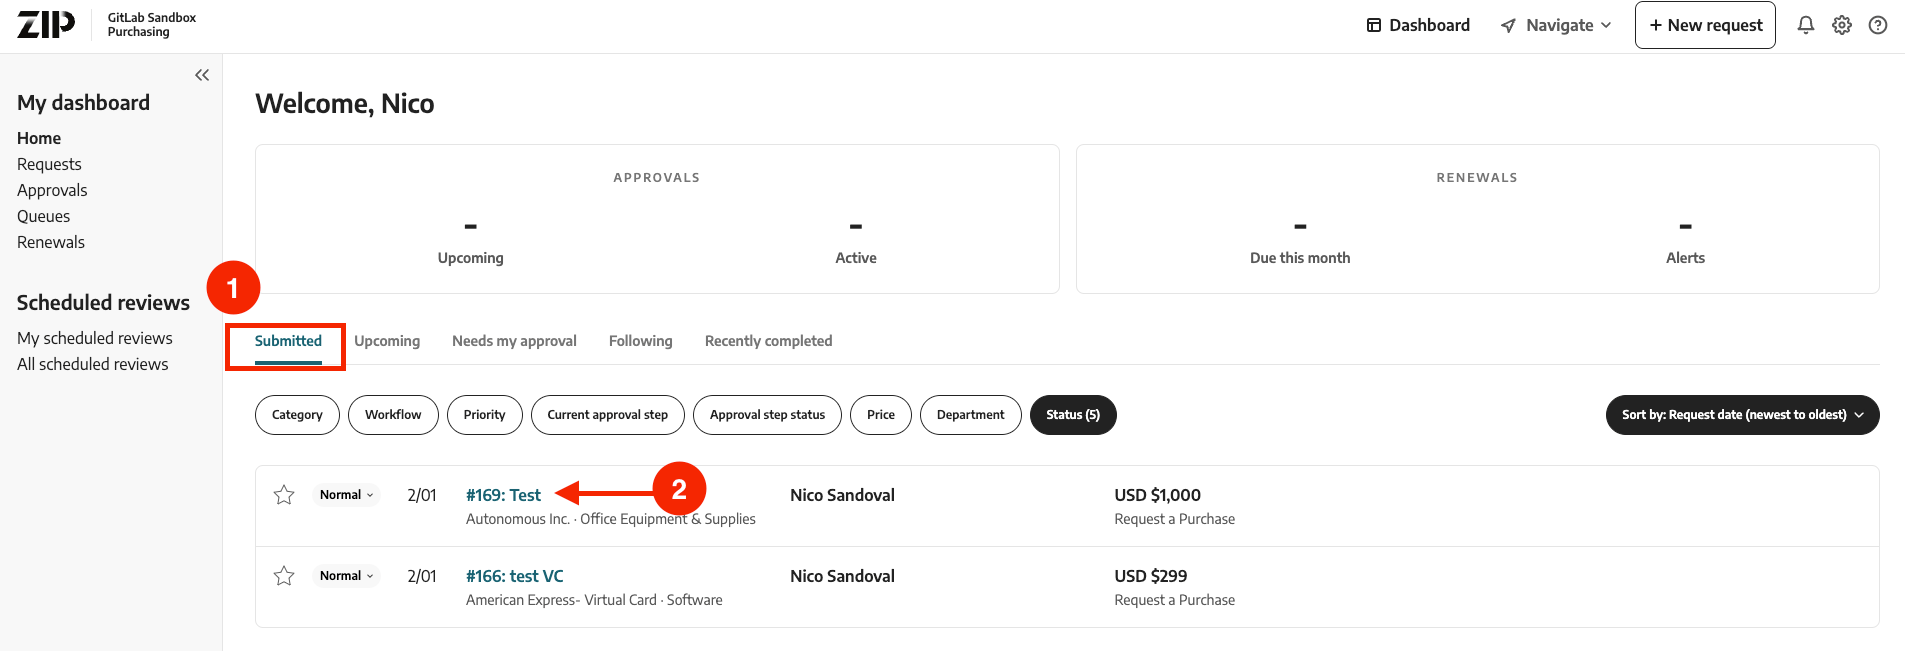 ZIP
GitLab Sandbox
Purchasing
Dashboard
Navigate
+ New request
My dashboard
Home
Requests
Approvals
Queues
Renewals
Scheduled reviews
My scheduled reviews
All scheduled reviews
Welcome, Nico
APPROVALS
-
Upcoming
-
Active
RENEWALS
-
Due this month
-
Alerts
1
Submitted
Upcoming
Needs my approval
Following
Recently completed
Category
Workflow
Priority
Current approval step
Approval step status
Price
Department
Status (5)
Sort by: Request date (newest to oldest)
Normal
2/01
#169: Test
2
Autonomous Inc. · Office Equipment & Supplies
Nico Sandoval
USD $1,000
Request a Purchase
Normal
2/01
#166: test VC
American Express- Virtual Card · Software
Nico Sandoval
USD $299
Request a Purchase